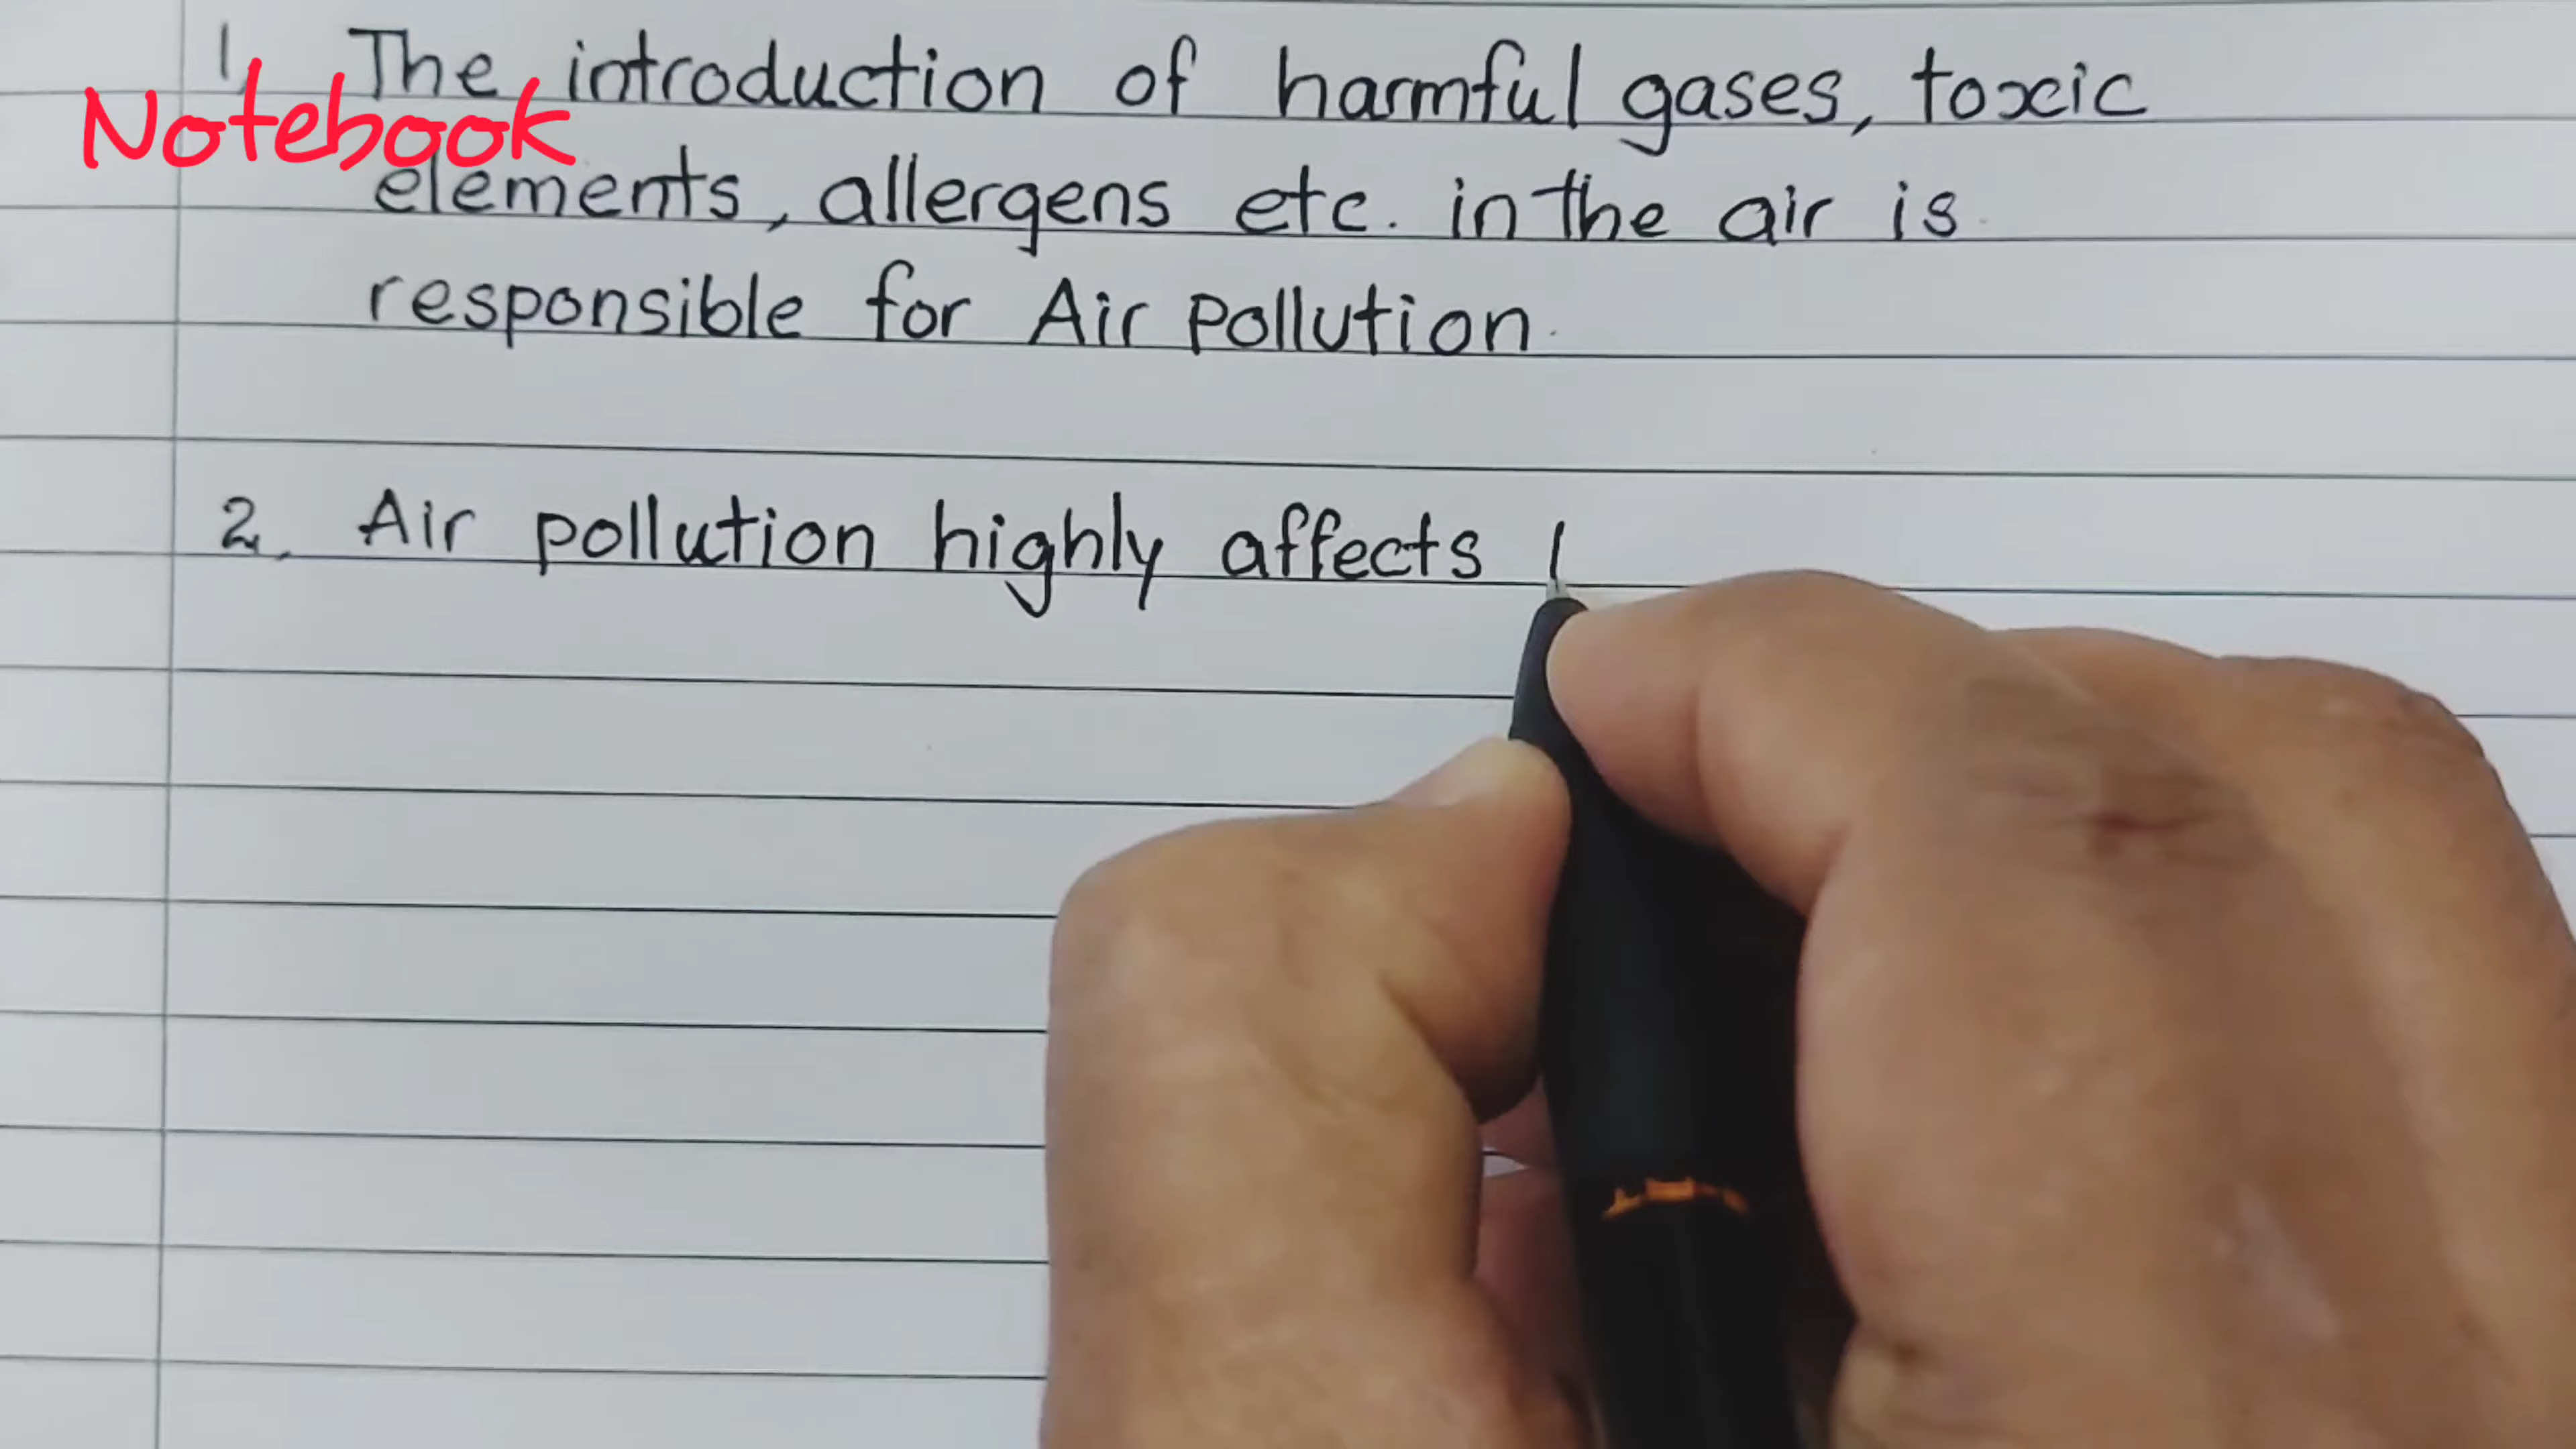 1. The introduction of harmful gases, toxic
Notebook
elements, allergens etc. in the air is
responsible for Air Pollution.
2. Air pollution highly affects